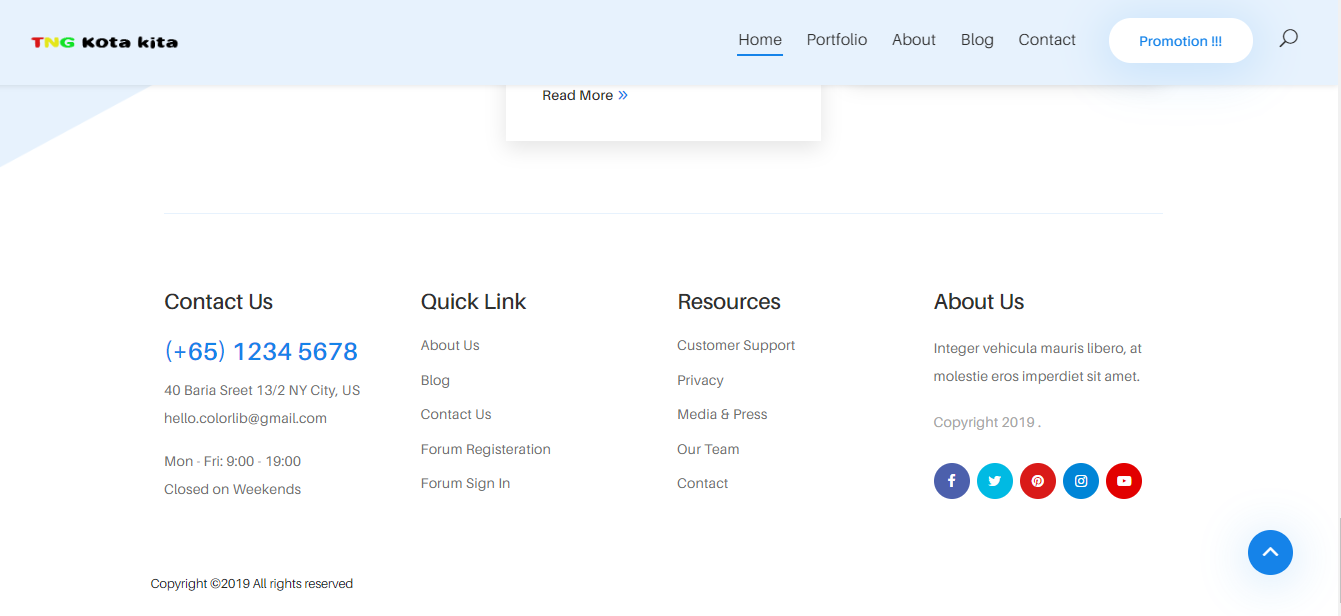 TNG Kota kita
Home Portfolio About Blog Contact Promotion !!!
Read More »
Contact Us
(+65) 1234 5678
40 Baria Sreet 13/2 NY City, US
hello.colorlib@gmail.com
Mon - Fri: 9:00 - 19:00
Closed on Weekends
Quick Link
About Us
Blog
Contact Us
Forum Registeration
Forum Sign In
Resources
Customer Support
Privacy
Media & Press
Our Team
Contact
About Us
Integer vehicula mauris libero, at
molestie eros imperdiet sit amet.
Copyright 2019 .
Copyright ©2019 All rights reserved